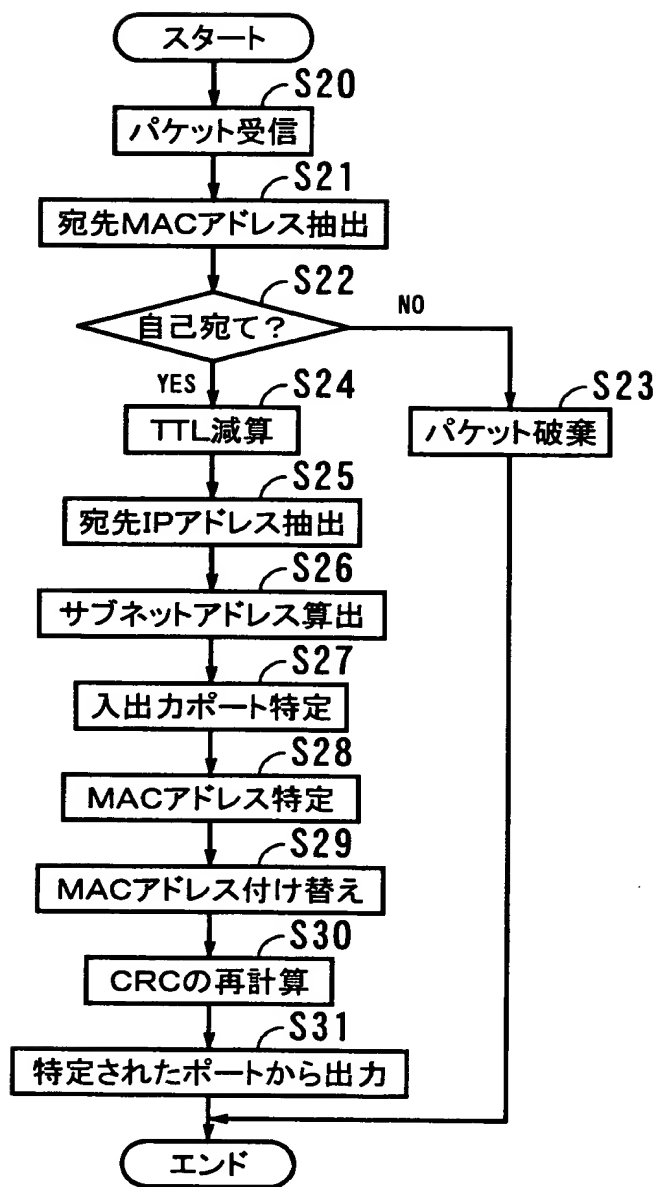 スタート
S20
パケット受信
S21
宛先MACアドレス抽出
S22
自己宛て?
NO
YES
S24
TTL減算
S23
パケット破棄
S25
宛先IPアドレス抽出
S26
サブネットアドレス算出
S27
入出力ポート特定
S28
MACアドレス特定
S29
MACアドレス付け替え
S30
CRCの再計算
S31
特定されたポートから出力
エンド